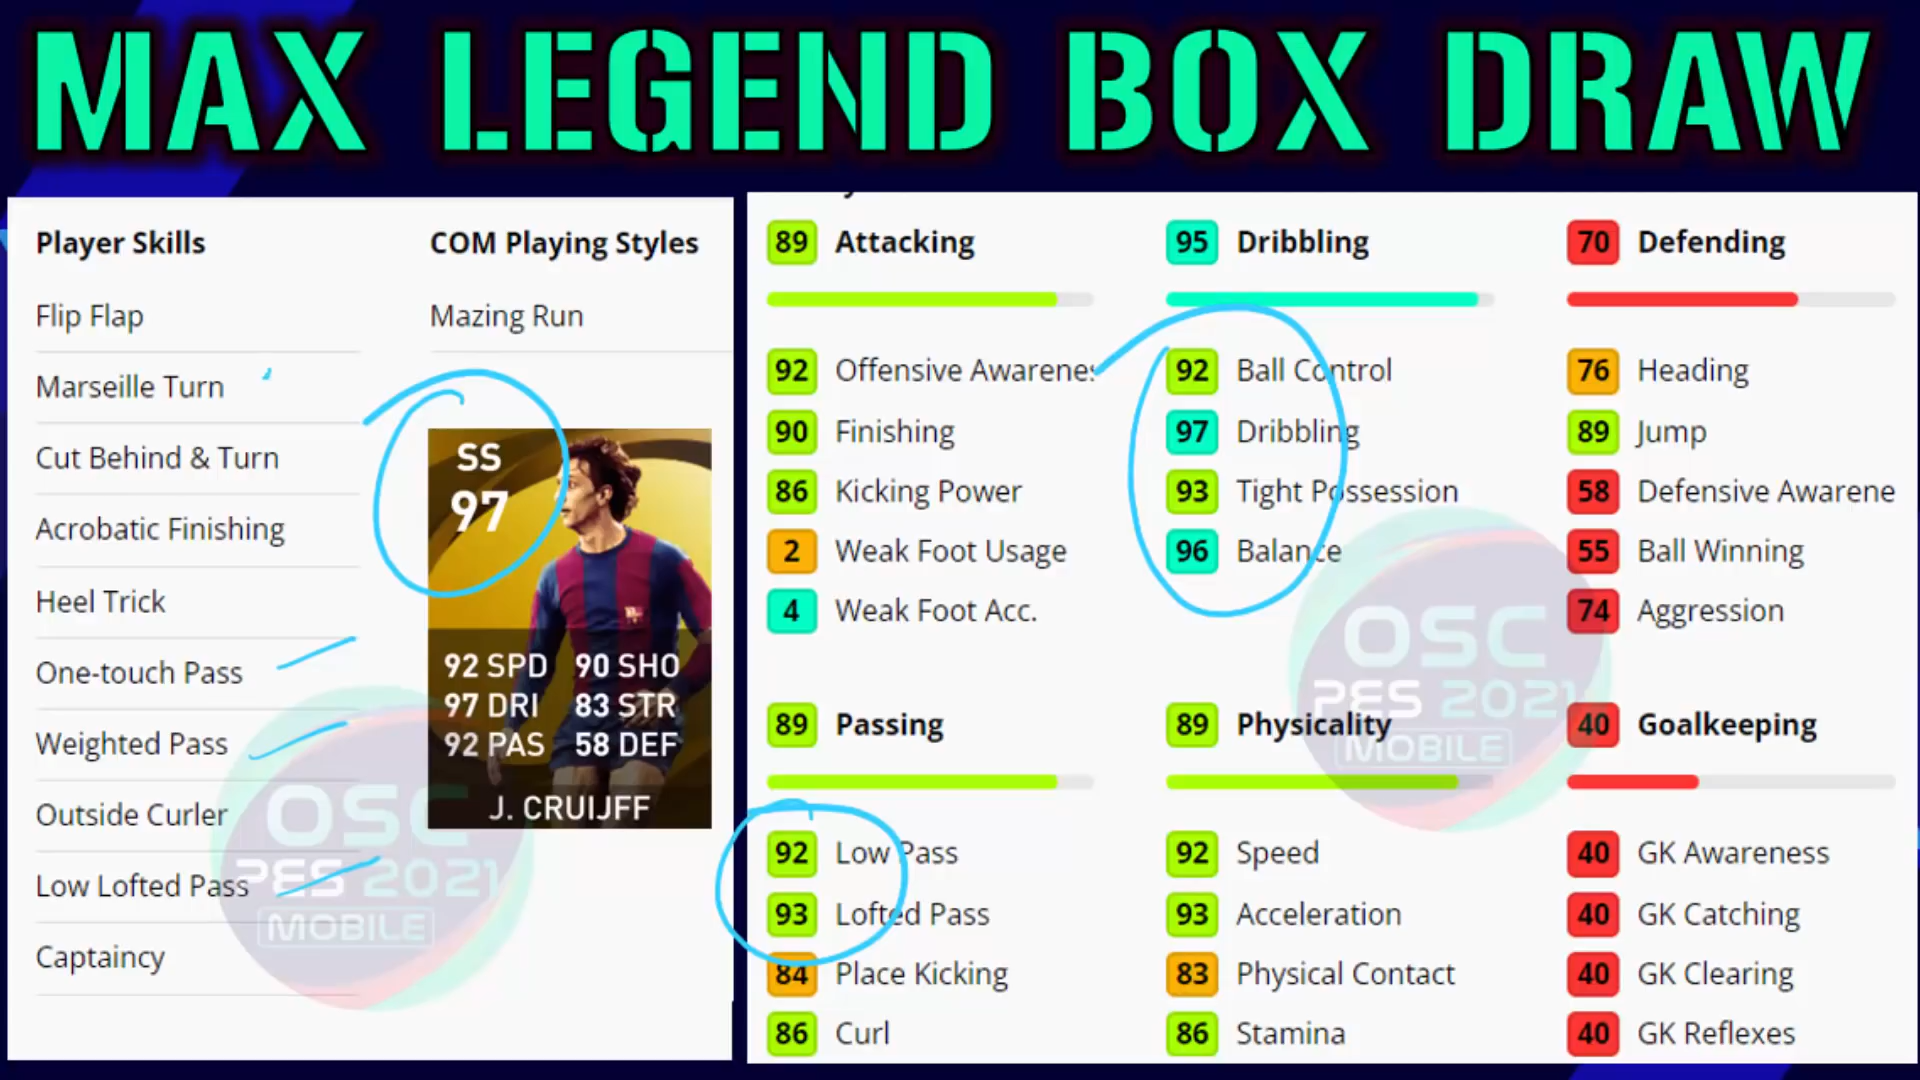 MAX LEGEND BOX DRAW
Player Skills
Flip Flap
Marseille Turn
Cut Behind & Turn
Acrobatic Finishing
Heel Trick
One-touch Pass
Weighted Pass
Outside Curler
Low Lofted Pass
Captaincy
COM Playing Styles
Mazing Run
SS
97
92 SPD 90 SHO
97 DRI 83 STR
92 PAS 58 DEF
J. CRUIJFF
OSC
PES 2021
MOBILE
89 Attacking
92 Offensive Awarenes
90 Finishing
86 Kicking Power
2 Weak Foot Usage
4 Weak Foot Acc.
95 Dribbling
92 Ball Control
97 Dribbling
93 Tight Possession
96 Balance
70 Defending
76 Heading
89 Jump
58 Defensive Awarene
55 Ball Winning
74 Aggression
OSC
PES 2021
MOBILE
89 Passing
92 Low Pass
93 Lofted Pass
84 Place Kicking
86 Curl
89 Physicality
92 Speed
93 Acceleration
83 Physical Contact
86 Stamina
40 Goalkeeping
40 GK Awareness
40 GK Catching
40 GK Clearing
40 GK Reflexes